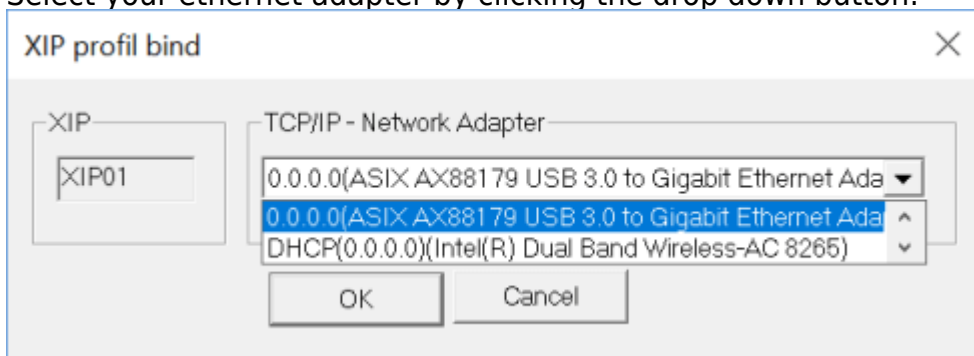 Select your ethernet adapter by clicking the drop down button.
XIP profil bind
XIP
TCP/IP - Network Adapter
XIP01
0.0.0.0(ASIX AX88179 USB 3.0 to Gigabit Ethernet Ada
0.0.0.0(ASIX AX88179 USB 3.0 to Gigabit Ethernet Ada
DHCP(0.0.0.0)(Intel(R) Dual Band Wireless-AC 8265)
OK
Cancel